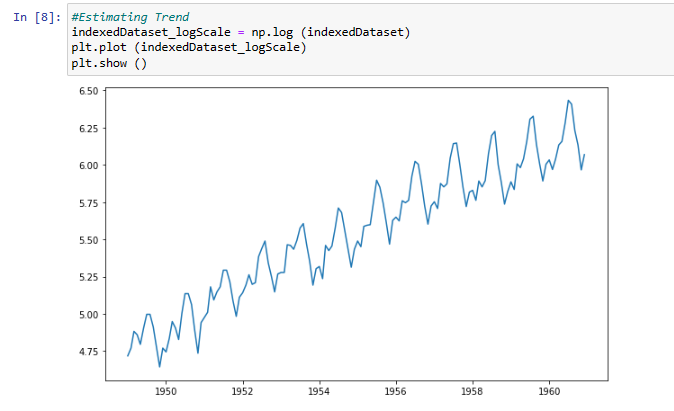 In [8]: #Estimating Trend
indexedDataset_logScale = np.log (indexedDataset)
plt.plot (indexedDataset_logScale)
plt.show ()
6.50
6.25
6.00
5.75
5.50
5.25
5.00
4.75
1950 1952 1954 1956 1958 1960